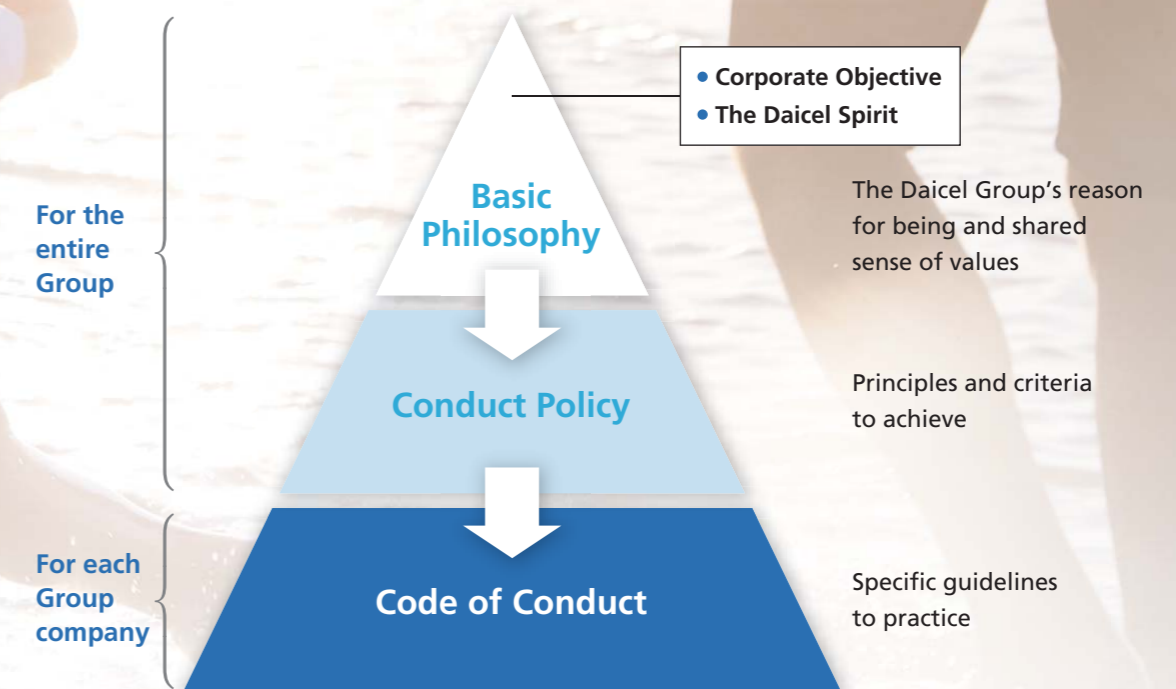 • Corporate Objective
• The Daicel Spirit
For the
entire
Group
Basic
Philosophy
The Daicel Group’s reason
for being and shared
sense of values
Conduct Policy
Principles and criteria
to achieve
For each
Group
company
Code of Conduct
Specific guidelines
to practice